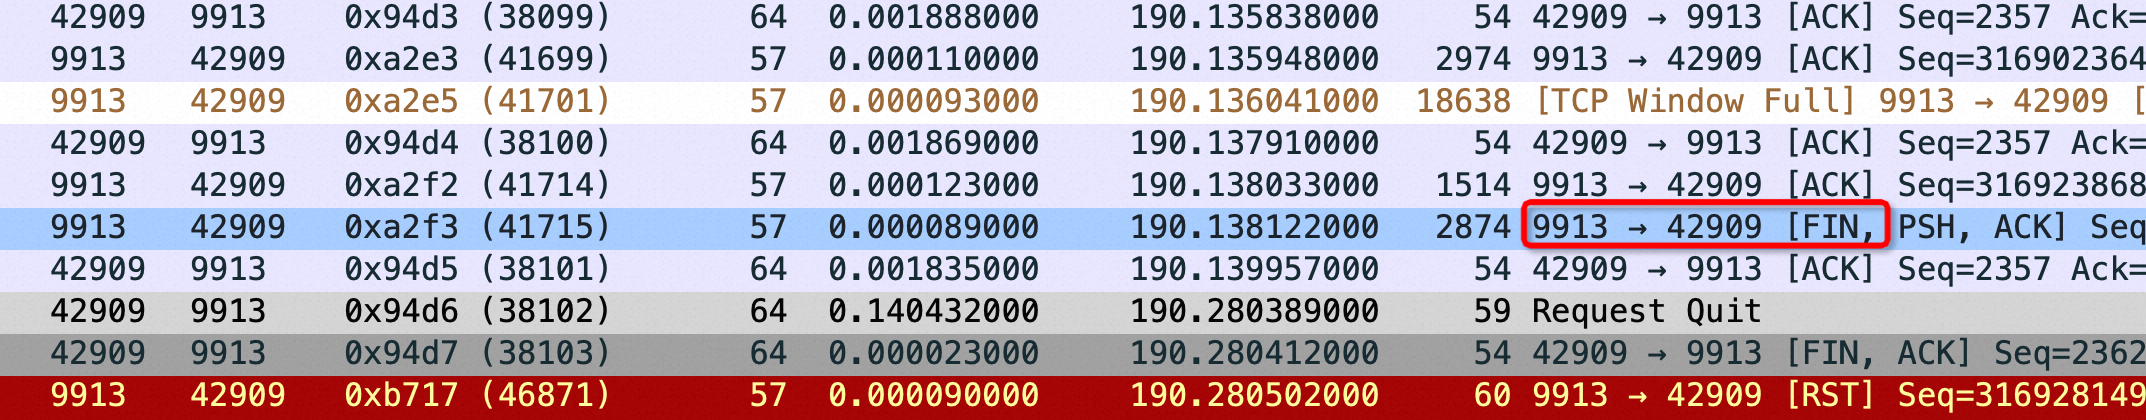 42909 9913 0x94d3 (38099) 64 0.001888000 190.135838000 54 42909 → 9913 [ACK] Seq=2357 Ack=
9913 42909 0xa2e3 (41699) 57 0.000110000 190.135948000 2974 9913 → 42909 [ACK] Seq=316902364
9913 42909 0xa2e5 (41701) 57 0.000093000 190.136041000 18638 [TCP Window Full] 9913 → 42909 [
42909 9913 0x94d4 (38100) 64 0.001869000 190.137910000 54 42909 → 9913 [ACK] Seq=2357 Ack=
9913 42909 0xa2f2 (41714) 57 0.000123000 190.138033000 1514 9913 → 42909 [ACK] Seq=316923868
9913 42909 0xa2f3 (41715) 57 0.000089000 190.138122000 2874 9913 → 42909 [FIN, PSH, ACK] Seq
42909 9913 0x94d5 (38101) 64 0.001835000 190.139957000 54 42909 → 9913 [ACK] Seq=2357 Ack=
42909 9913 0x94d6 (38102) 64 0.140432000 190.280389000 59 Request Quit
42909 9913 0x94d7 (38103) 64 0.000023000 190.280412000 54 42909 → 9913 [FIN, ACK] Seq=2362
9913 42909 0xb717 (46871) 57 0.000090000 190.280502000 60 9913 → 42909 [RST] Seq=316928149